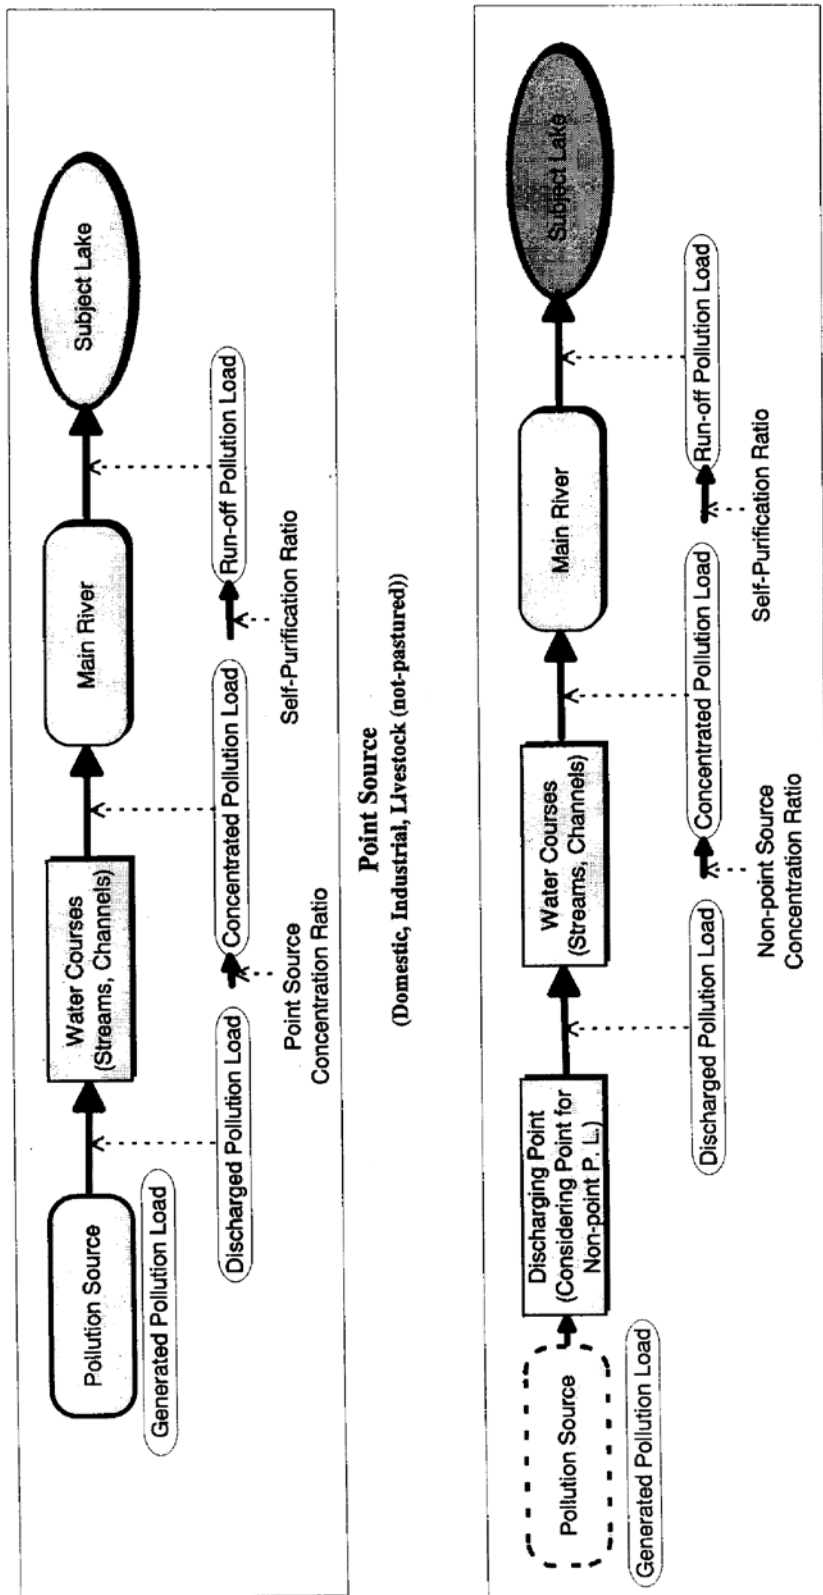 Pollution Source
Generated Pollution Load
Water Courses
(Streams, Channels)
Main River
Subject Lake
Discharged Pollution Load
Concentrated Pollution Load
Run-off Pollution Load
Point Source
Concentration Ratio
Self-Purification Ratio
Point Source
(Domestic, Industrial, Livestock (not-pastured))
Pollution Source
Generated Pollution Load
Discharging Point
(Considering Point for
Non-point P. L.)
Water Courses
(Streams, Channels)
Main River
Subject Lake
Discharged Pollution Load
Concentrated Pollution Load
Run-off Pollution Load
Non-point Source
Concentration Ratio
Self-Purification Ratio